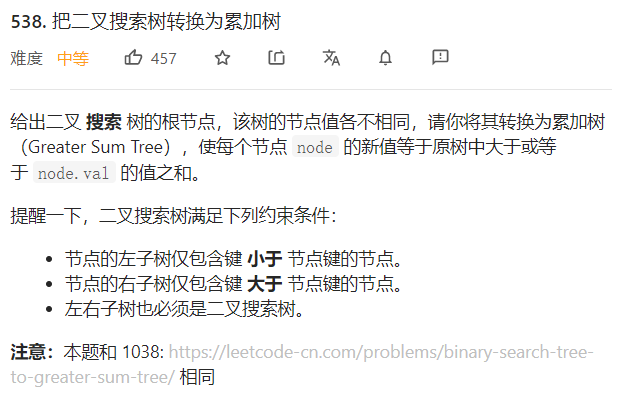 538. 把二叉搜索树转换为累加树
难度 中等 457
给出二叉 搜索 树的根节点，该树的节点值各不相同，请你将其转换为累加树
（Greater Sum Tree），使每个节点 node 的新值等于原树中大于或等
于 node.val 的值之和。
提醒一下，二叉搜索树满足下列约束条件：
• 节点的左子树仅包含键 小于 节点键的节点。
• 节点的右子树仅包含键 大于 节点键的节点。
• 左右子树也必须是二叉搜索树。
注意：本题和 1038: https://leetcode-cn.com/problems/binary-search-tree-
to-greater-sum-tree/ 相同